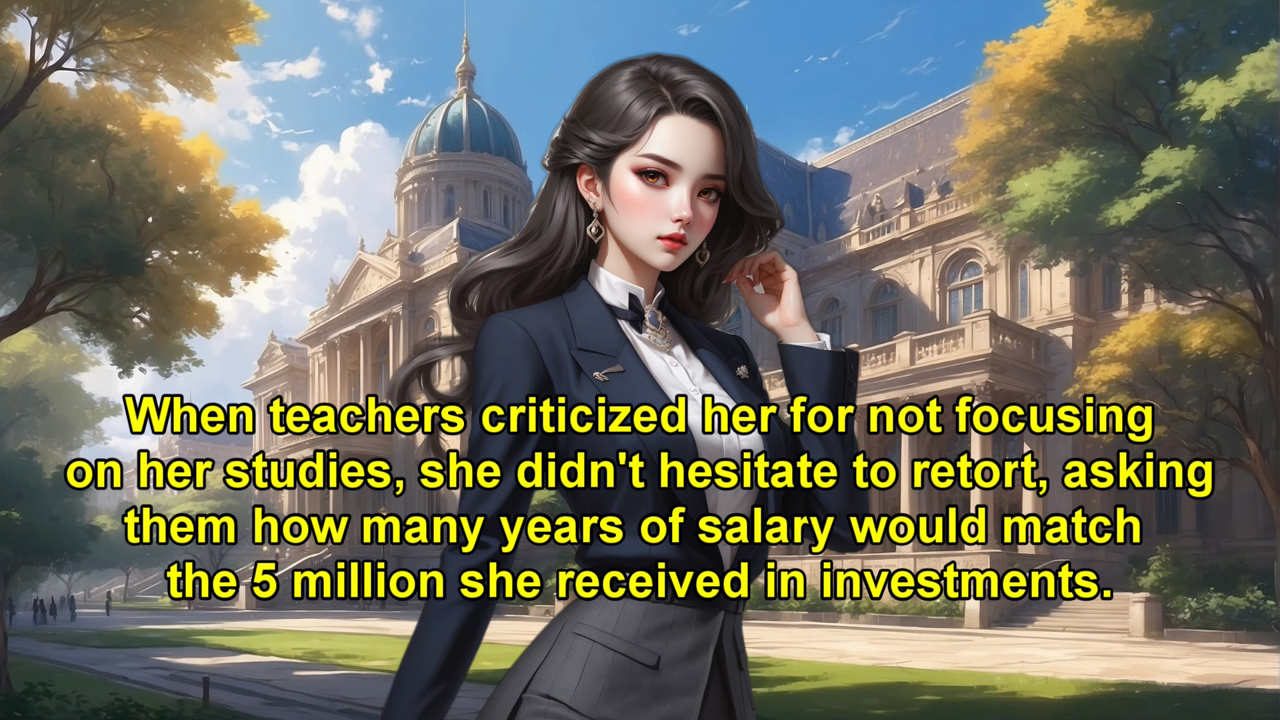 When teachers criticized her for not focusing
on her studies, she didn't hesitate to retort, asking
them how many years of salary would match
the 5 million she received in investments.